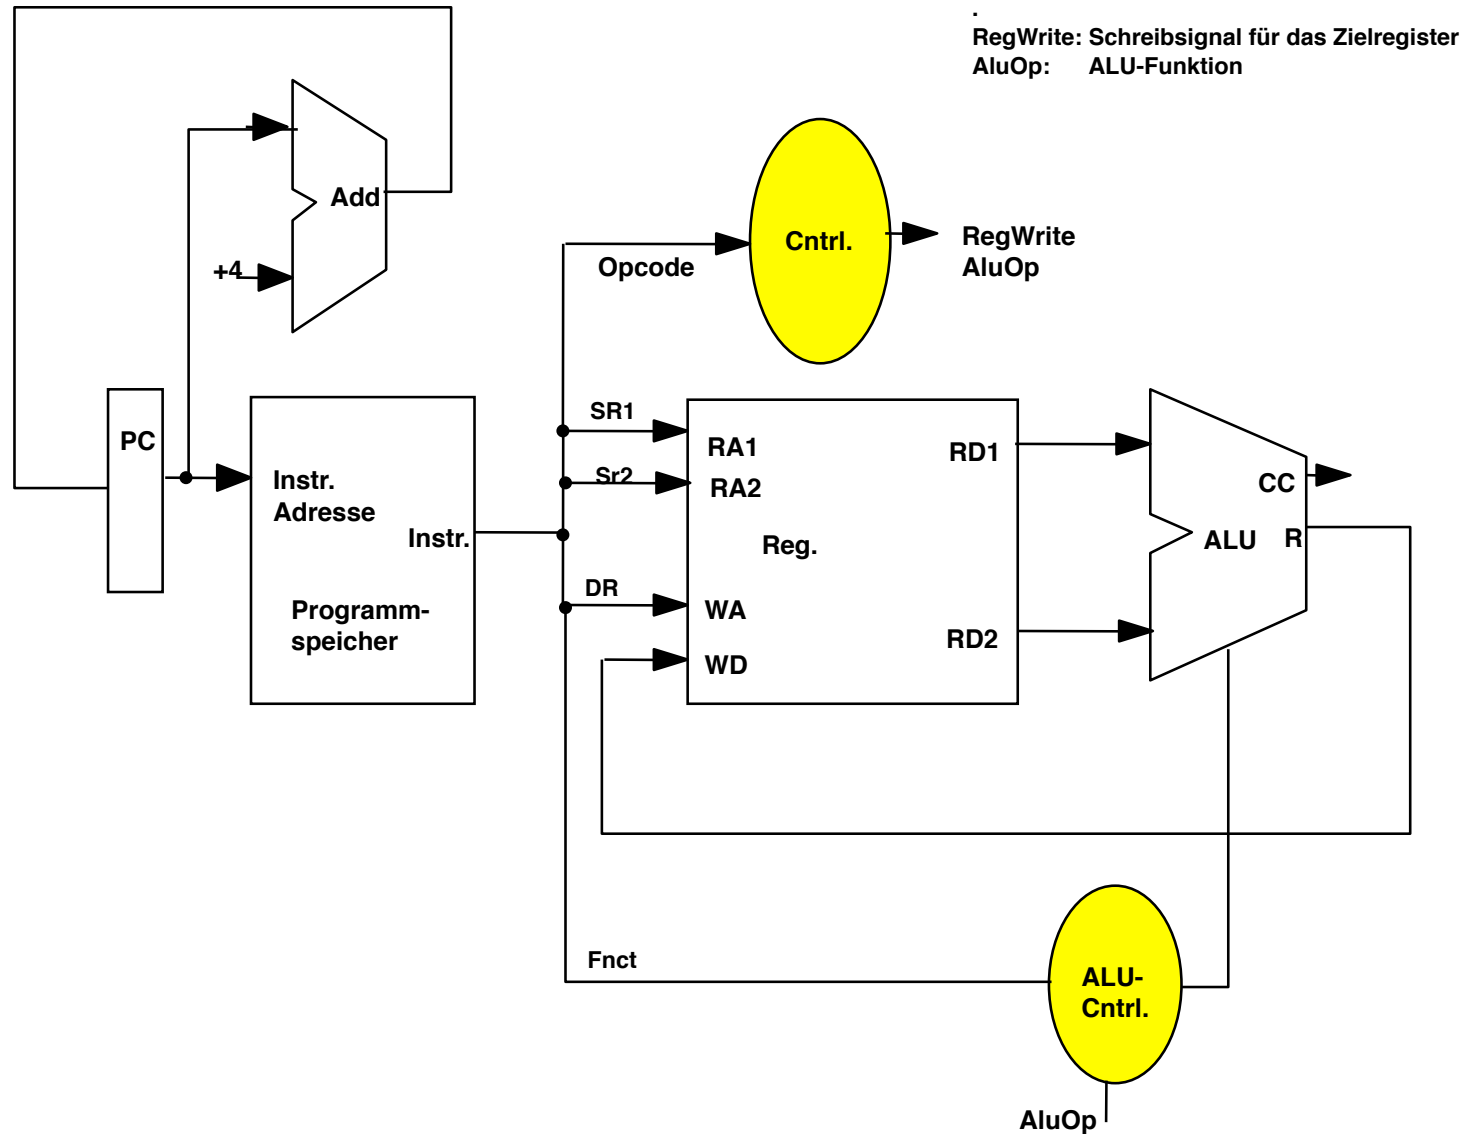 .
RegWrite: Schreibsignal für das Zielregister
AluOp: ALU-Funktion
Add
+4
Cntrl.
RegWrite
AluOp
Opcode
PC
Instr.
Adresse
Instr.
Programm-
speicher
SR1
Sr2
DR
RA1
RA2
Reg.
WA
WD
RD1
RD2
CC
ALU
R
Fnct
ALU-
Cntrl.
AluOp